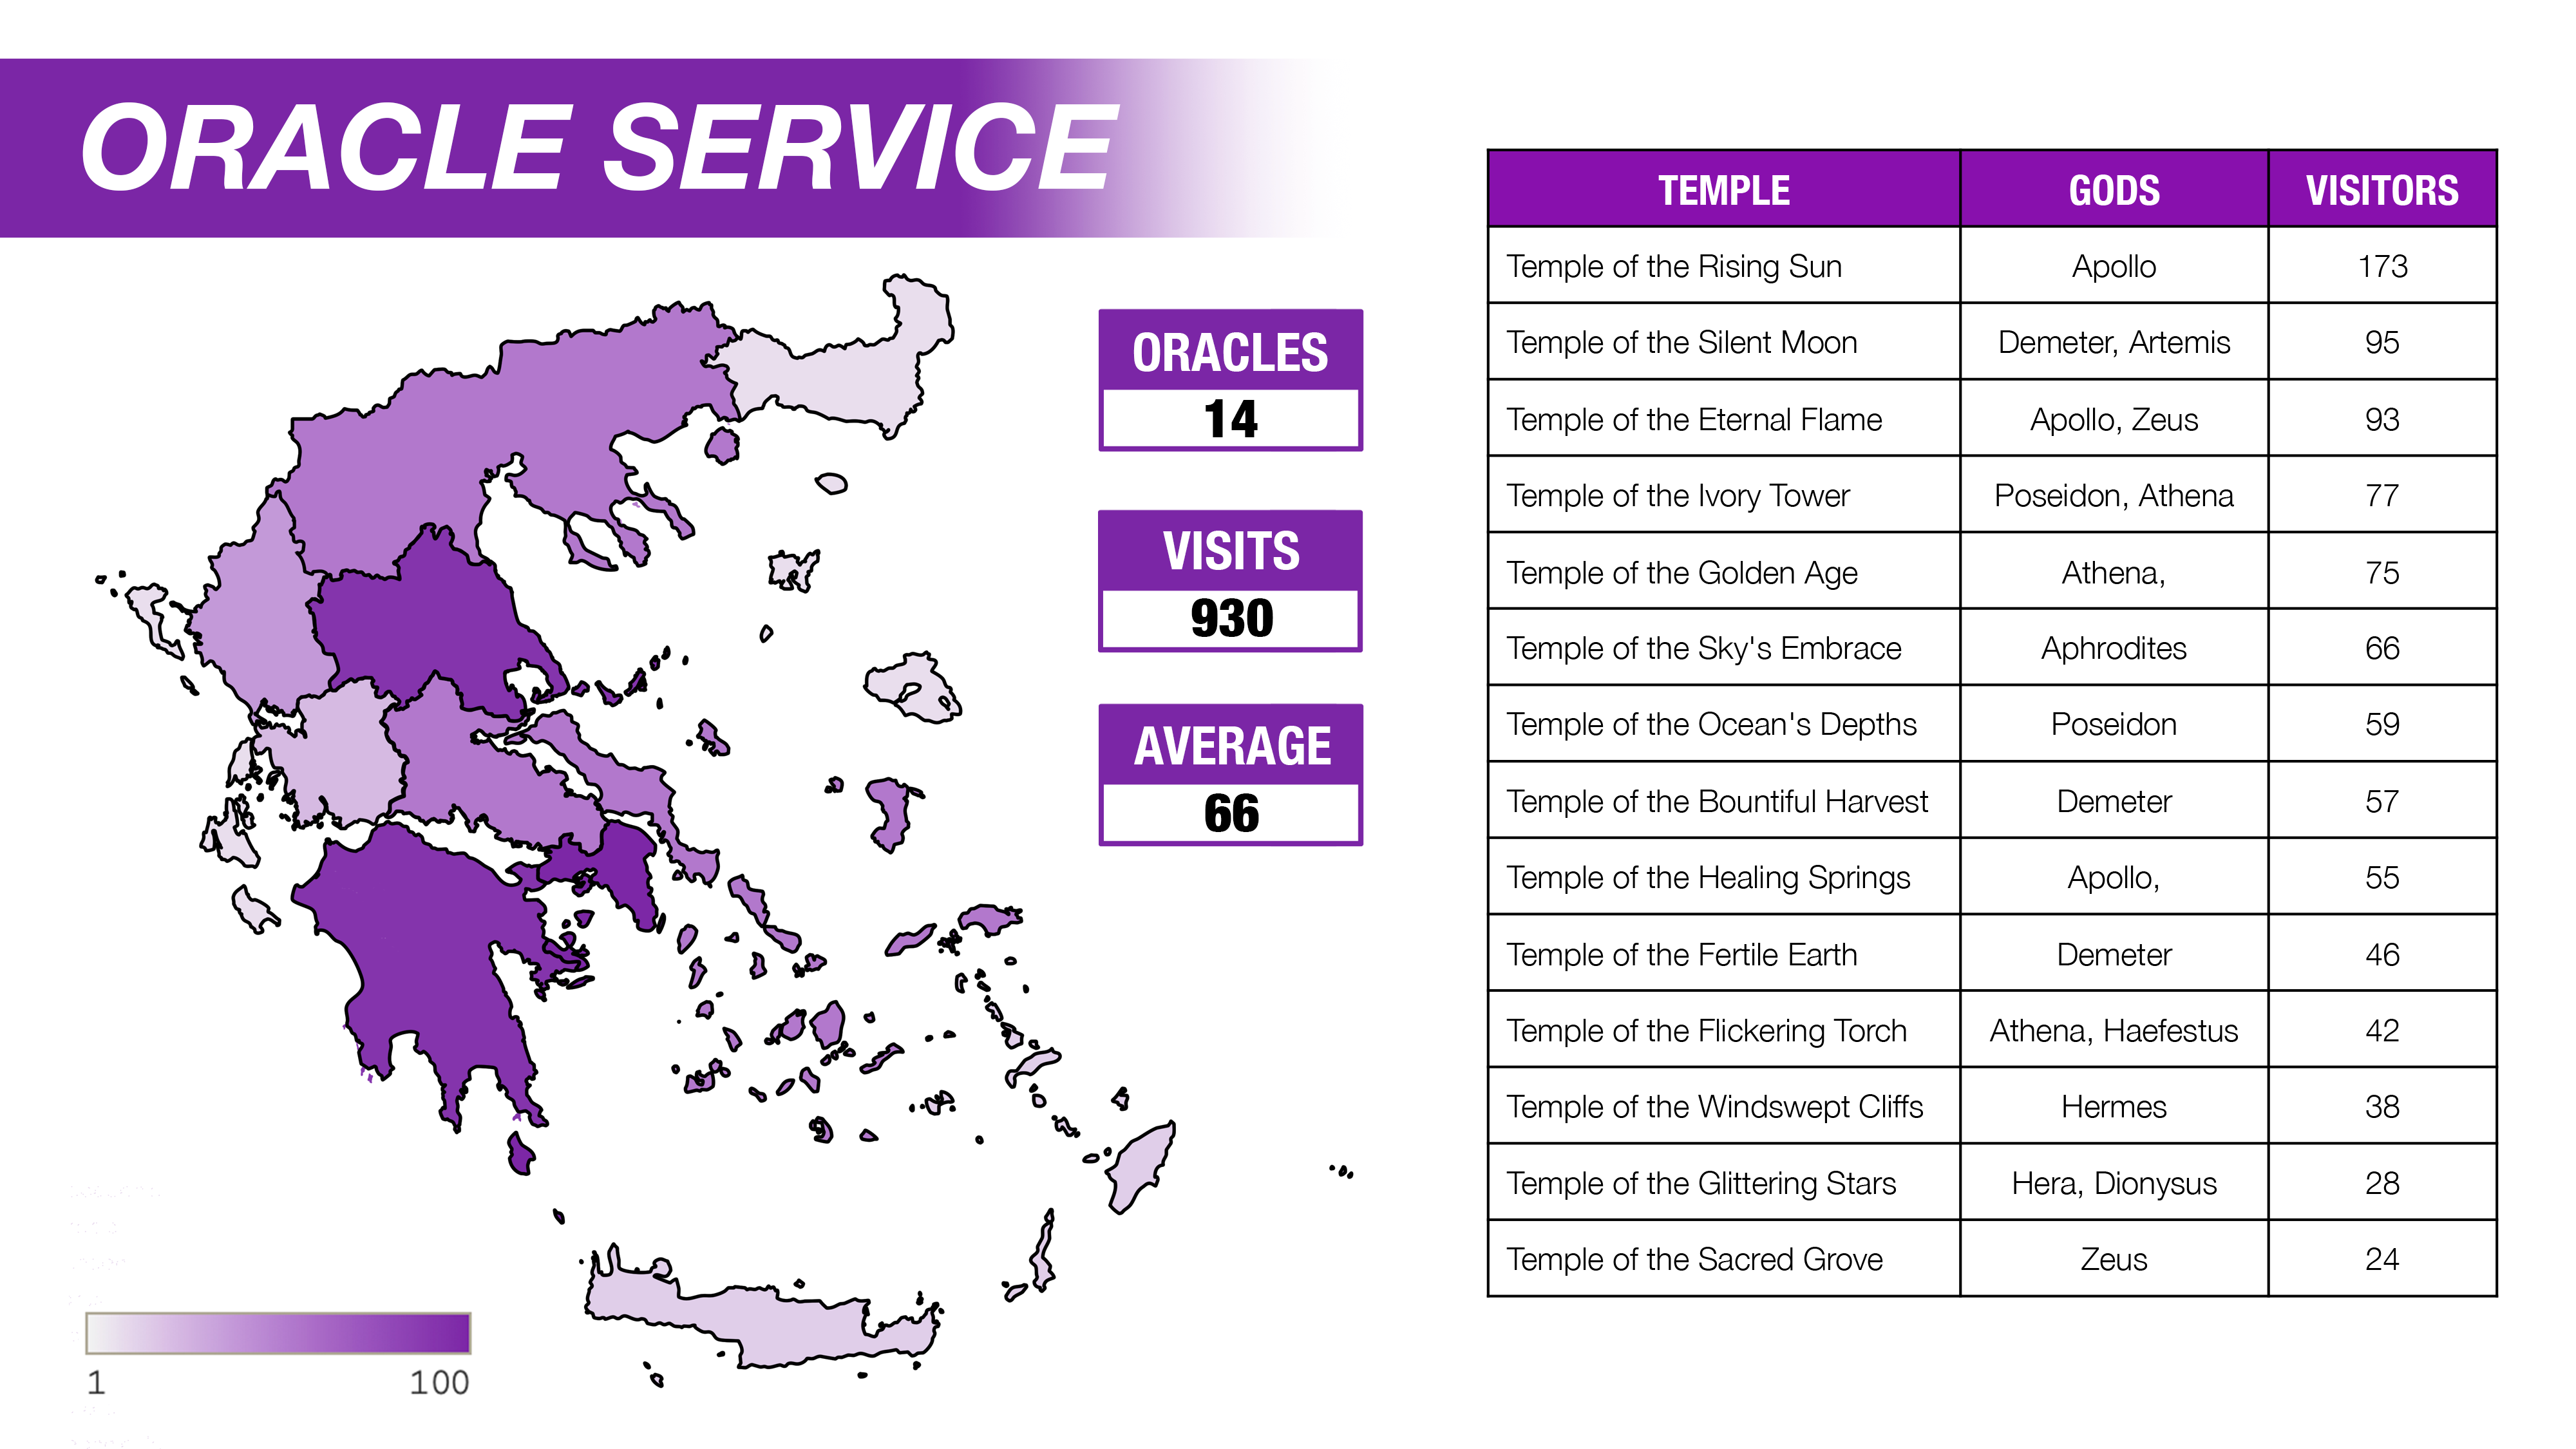 ORACLE SERVICE
ORACLES
14
VISITS
930
AVERAGE
66
1 100
TEMPLE GODS VISITORS
Temple of the Rising Sun Apollo 173
Temple of the Silent Moon Demeter, Artemis 95
Temple of the Eternal Flame Apollo, Zeus 93
Temple of the Ivory Tower Poseidon, Athena 77
Temple of the Golden Age Athena, 75
Temple of the Sky's Embrace Aphrodites 66
Temple of the Ocean's Depths Poseidon 59
Temple of the Bountiful Harvest Demeter 57
Temple of the Healing Springs Apollo, 55
Temple of the Fertile Earth Demeter 46
Temple of the Flickering Torch Athena, Haefestus 42
Temple of the Windswept Cliffs Hermes 38
Temple of the Glittering Stars Hera, Dionysus 28
Temple of the Sacred Grove Zeus 24